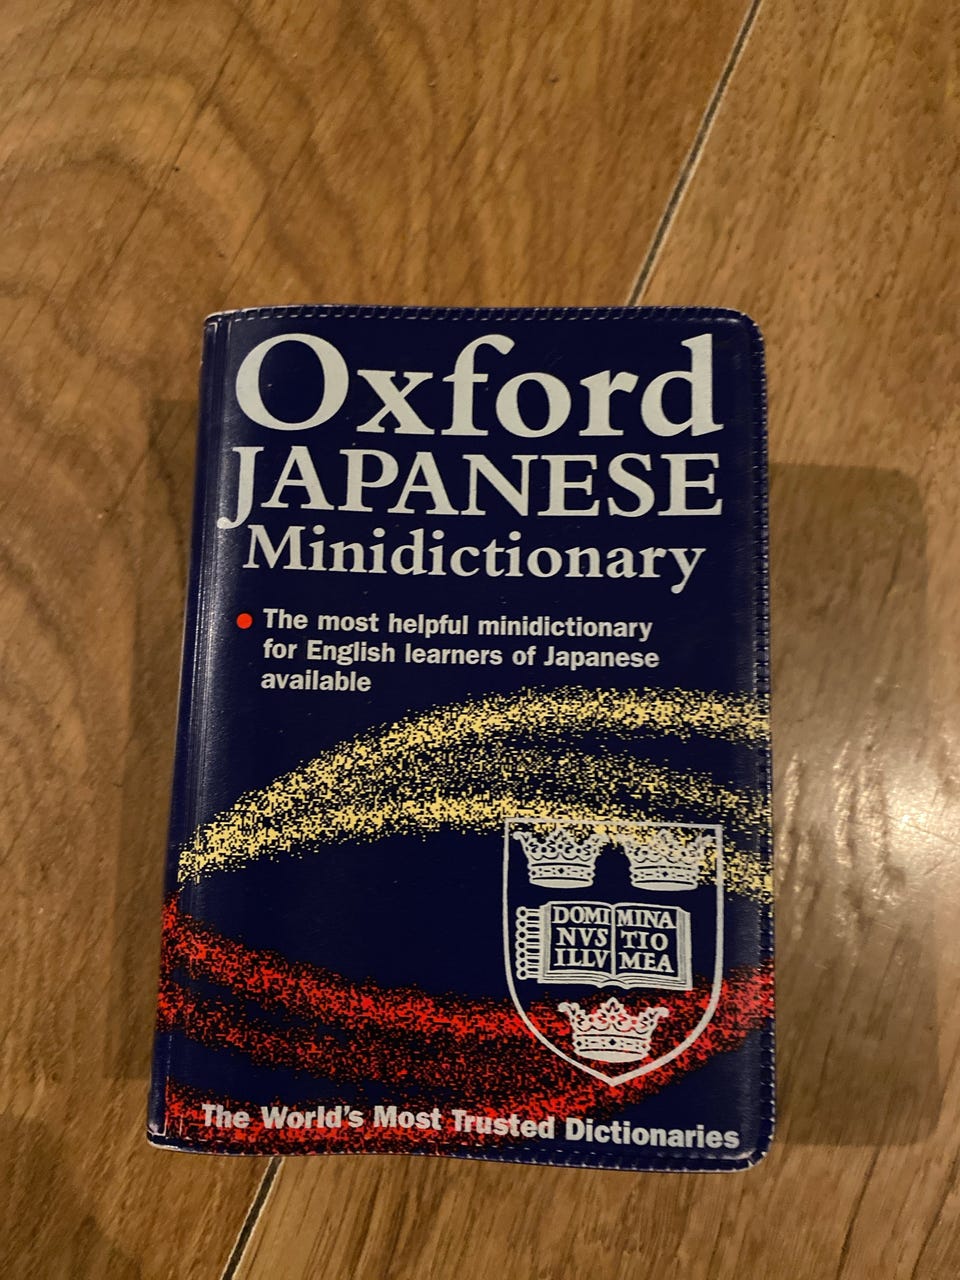 Oxford
JAPANESE
Minidictionary
The most helpful minidictionary
for English learners of Japanese
available
DOMI MINA
NVS TIO
ILLV MEA
The World's Most Trusted Dictionaries